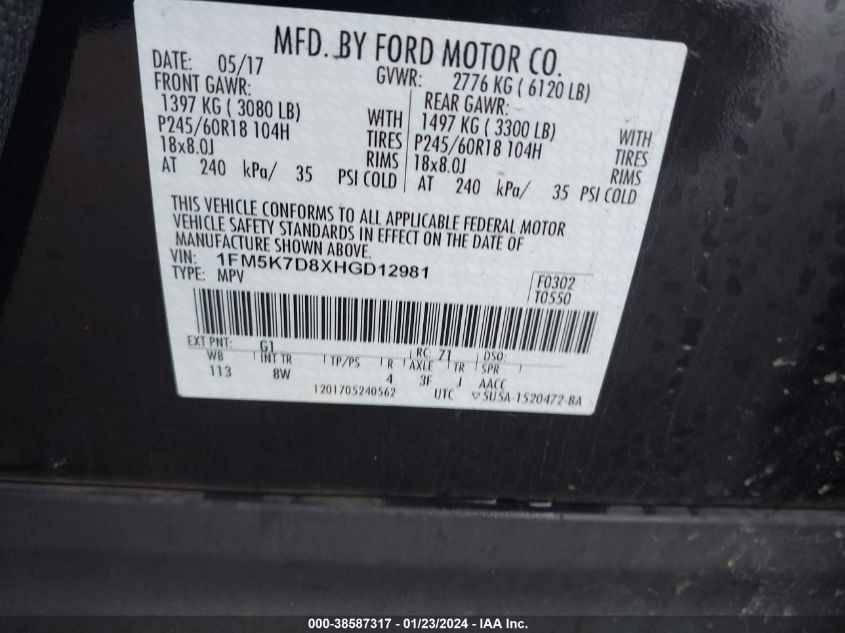 MFD. BY FORD MOTOR CO.
DATE: 05/17 GVWR: 2776 KG ( 6120 LB)
FRONT GAWR: REAR GAWR:
1397 KG ( 3080 LB) WITH 1497 KG ( 3300 LB) WITH
P245/60R18 104H TIRES P245/60R18 104H TIRES
18x8.0J RIMS 18x8.0J RIMS
AT 240 kPa/ 35 PSI COLD AT 240 kPa/ 35 PSI COLD
THIS VEHICLE CONFORMS TO ALL APPLICABLE FEDERAL MOTOR
VEHICLE SAFETY STANDARDS IN EFFECT ON THE DATE OF
MANUFACTURE SHOWN ABOVE.
VIN: 1FM5K7D8XHGD12981
TYPE: MPV F0302
T0550
EXT PNT: G1 RC: 71 DSO:
WB INT TR TP/PS R AXLE TR SPR
113 8W 4 3F J AACC
1201705240562 UTC ▽5U5A-1520472-BA
000-38587317 - 01/23/2024 - IAA Inc.